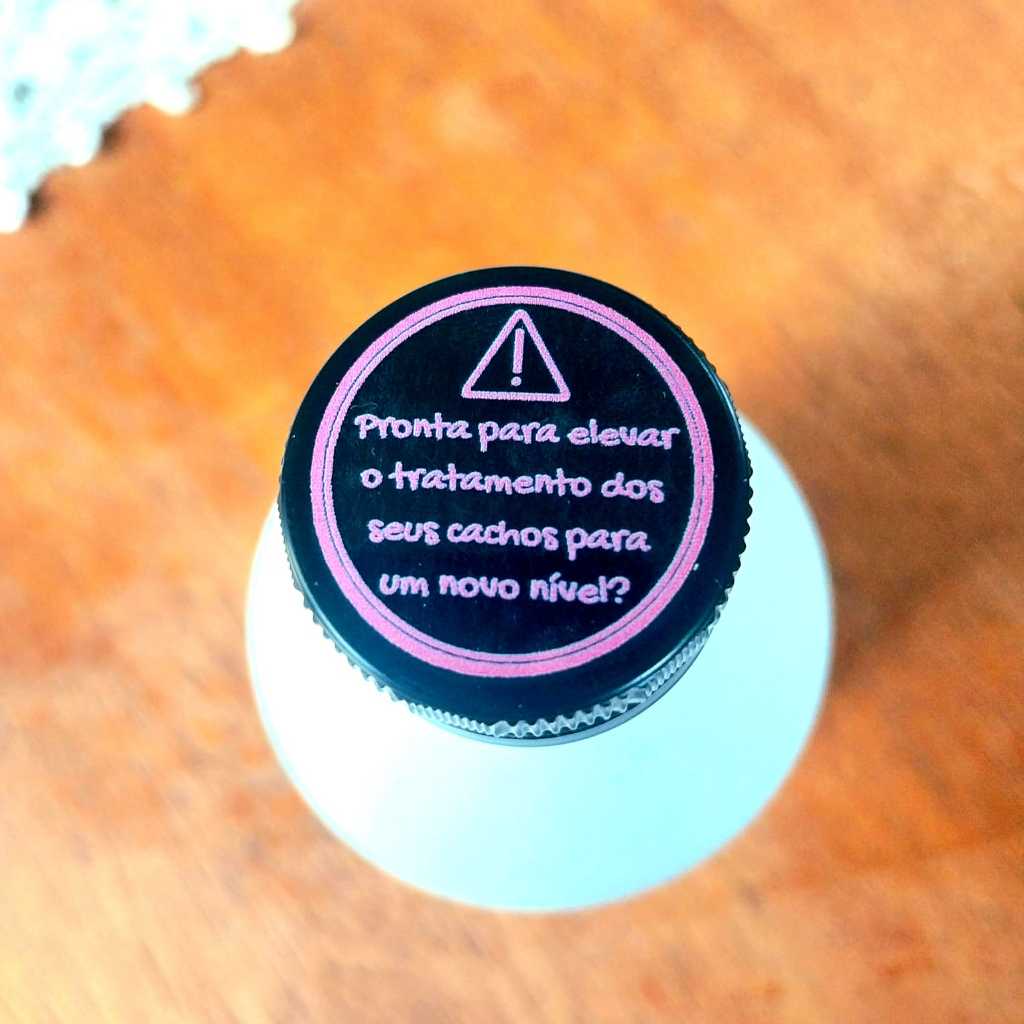 Pronta para elevar
o tratamento dos
seus cachos para
um novo nível?